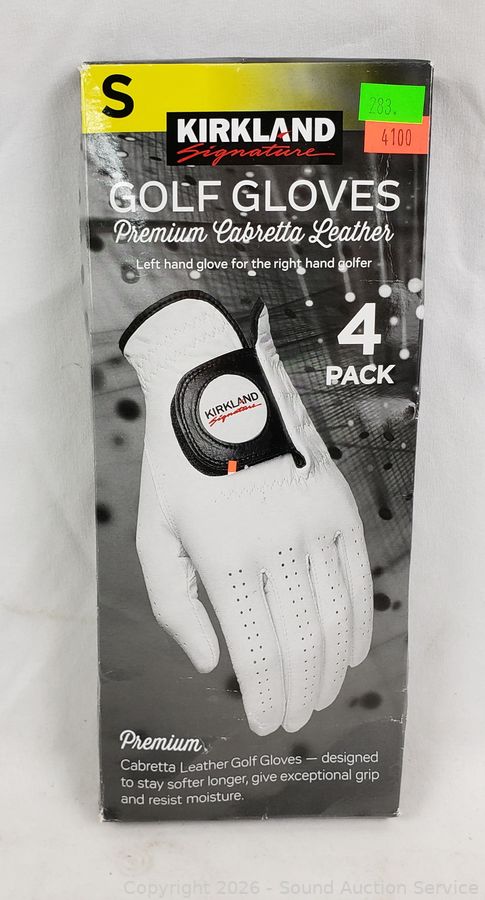 S
283.
4100
KIRKLAND
Signature
GOLF GLOVES
Premium Cabretta Leather
Left hand glove for the right hand golfer
4
PACK
KIRKLAND
Signature
Premium
Cabretta Leather Golf Gloves — designed
to stay softer longer, give exceptional grip
and resist moisture.
Copyright 2026 - Sound Auction Service